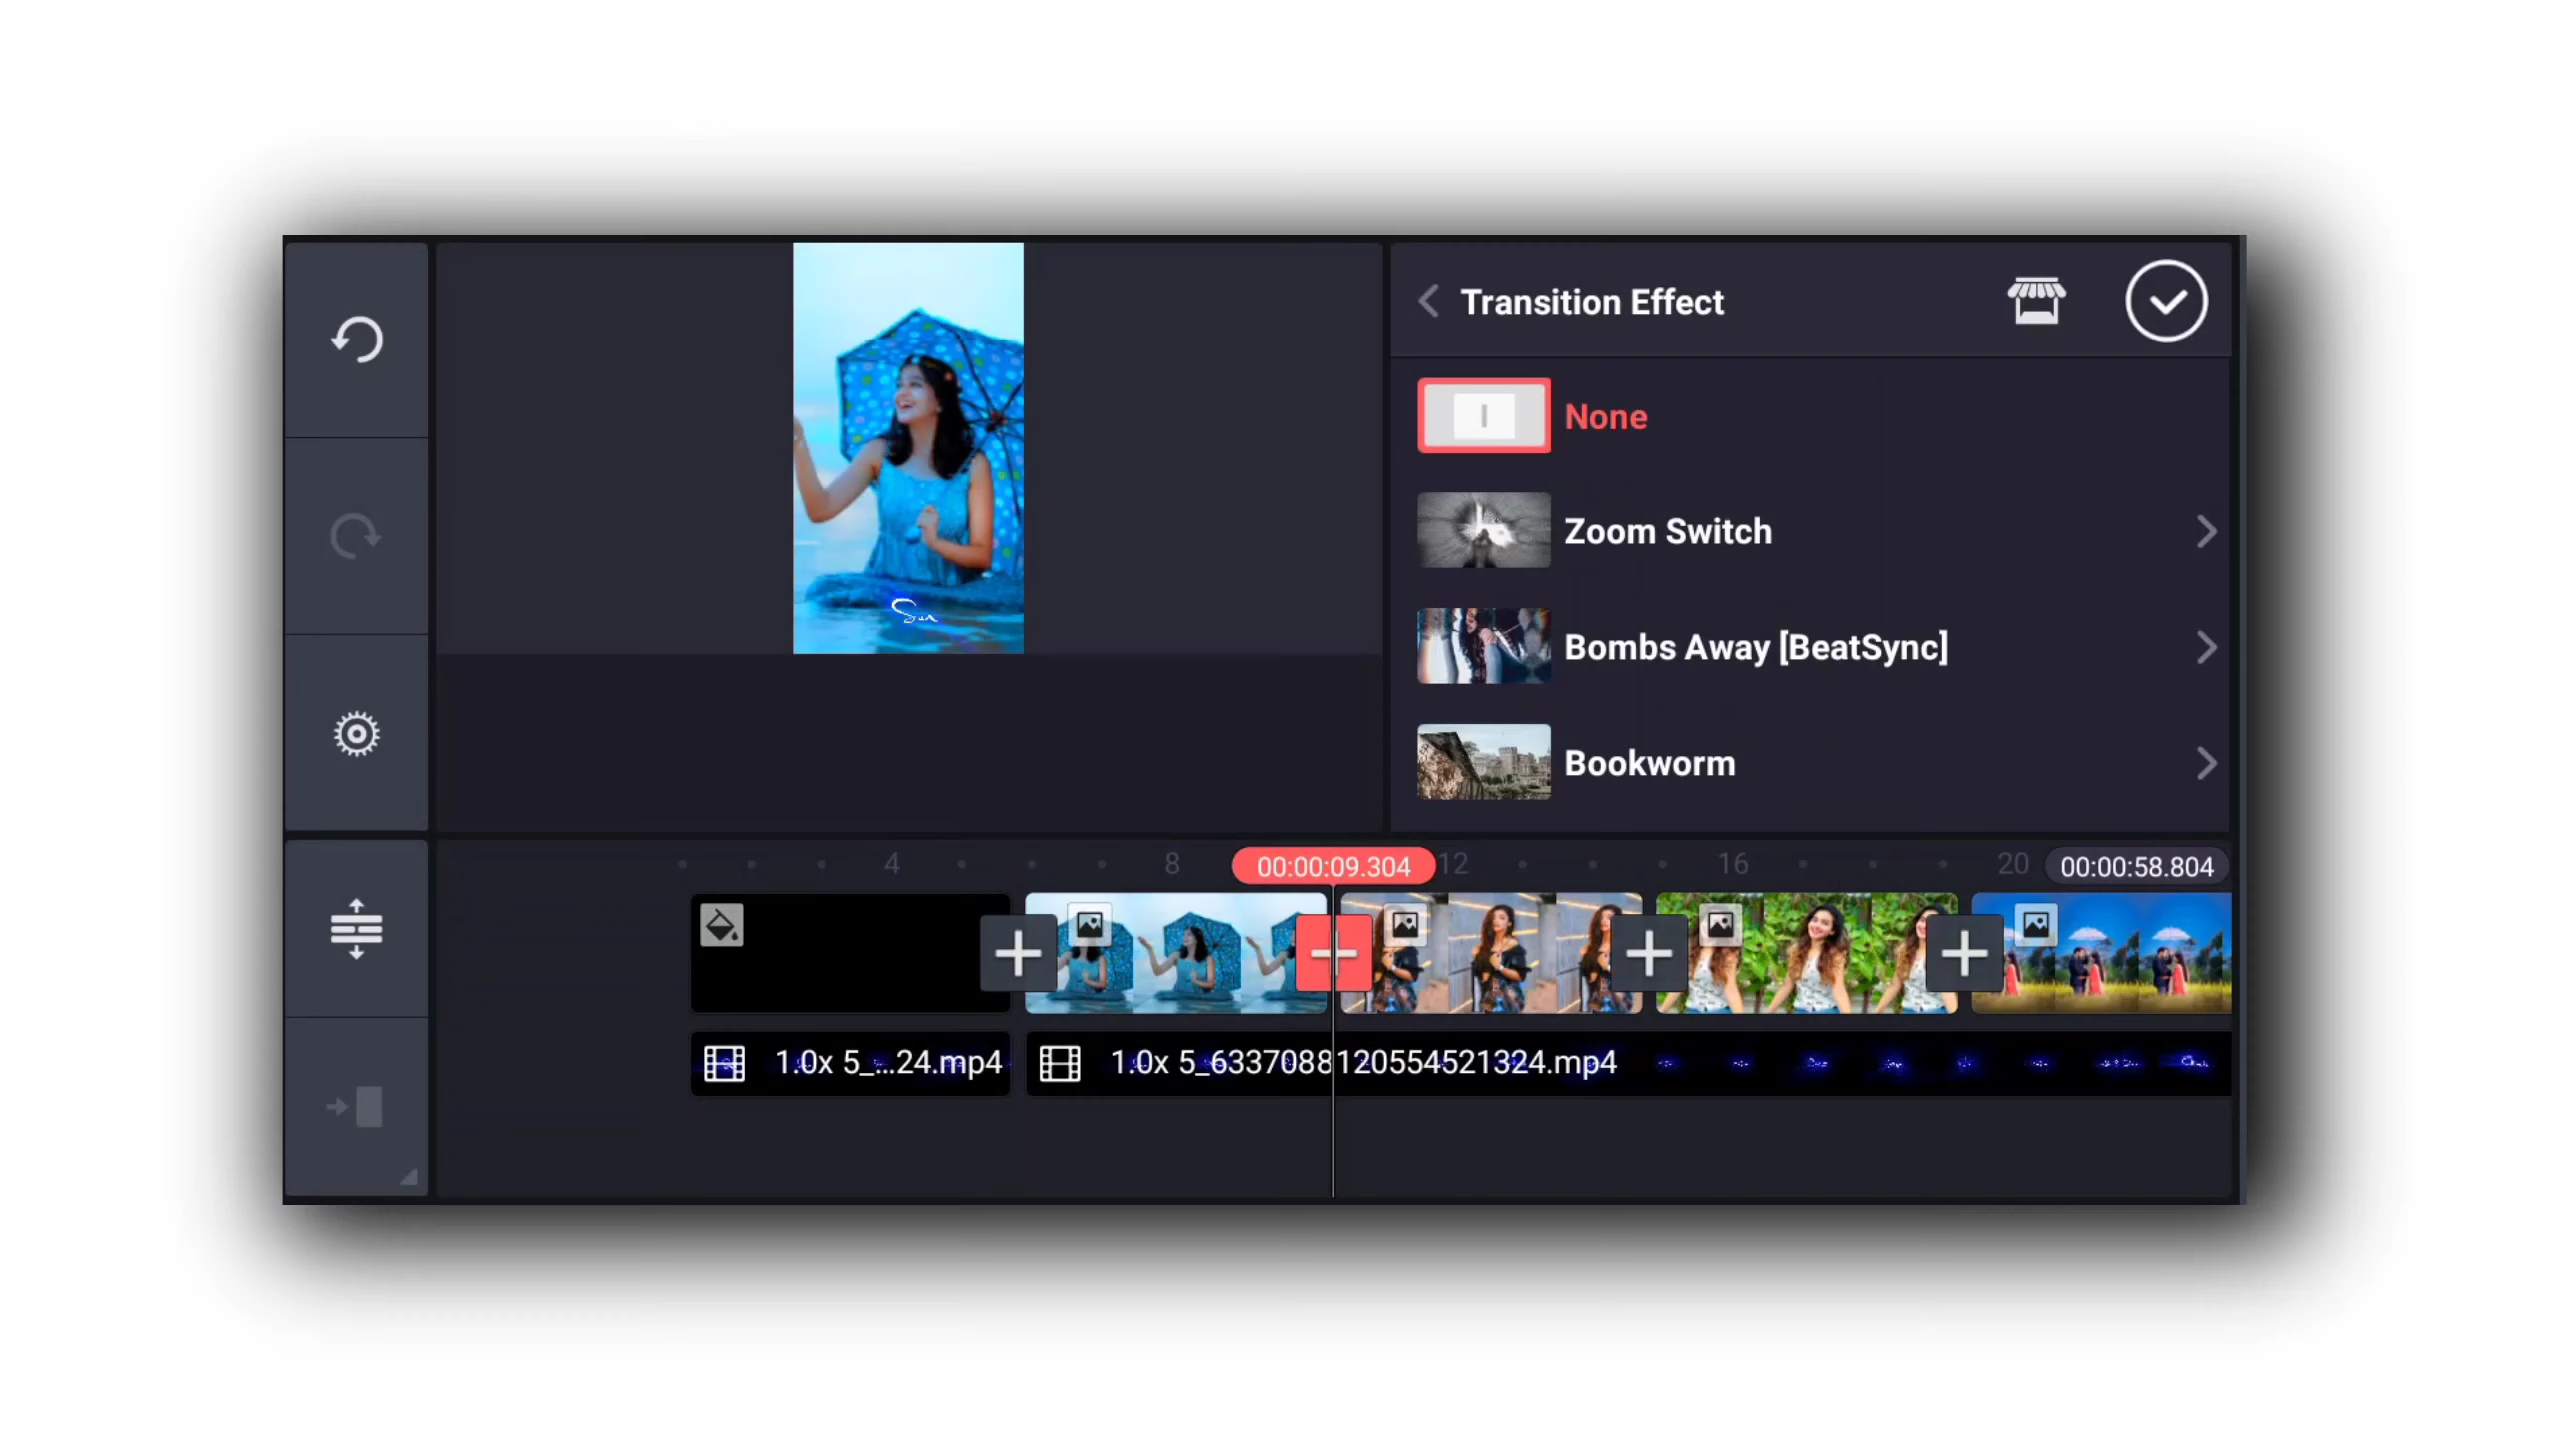 Transition Effect
None
Zoom Switch
Bombs Away [BeatSync]
Bookworm
Sun
4
8
00:00:09.304
12
16
20
00:00:58.804
1.0x 5_...24.mp4
1.0x 5_6337088120554521324.mp4